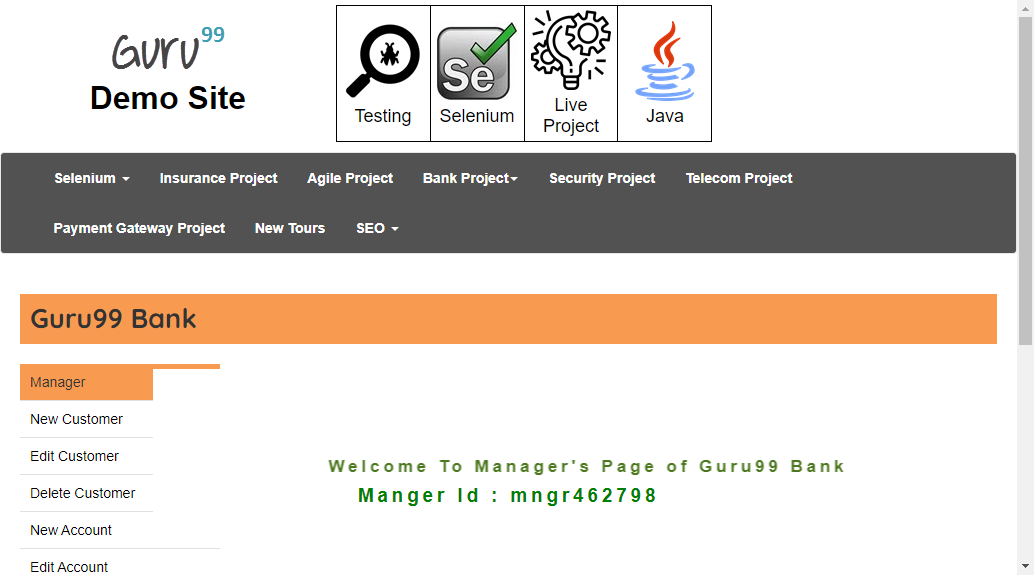 Guru99
Demo Site
Testing
Selenium
Live
Project
Java
Selenium
Insurance Project
Agile Project
Bank Project
Security Project
Telecom Project
Payment Gateway Project
New Tours
SEO
Guru99 Bank
Manager
New Customer
Edit Customer
Delete Customer
New Account
Edit Account
Welcome To Manager's Page of Guru99 Bank
Manger Id : mngr462798